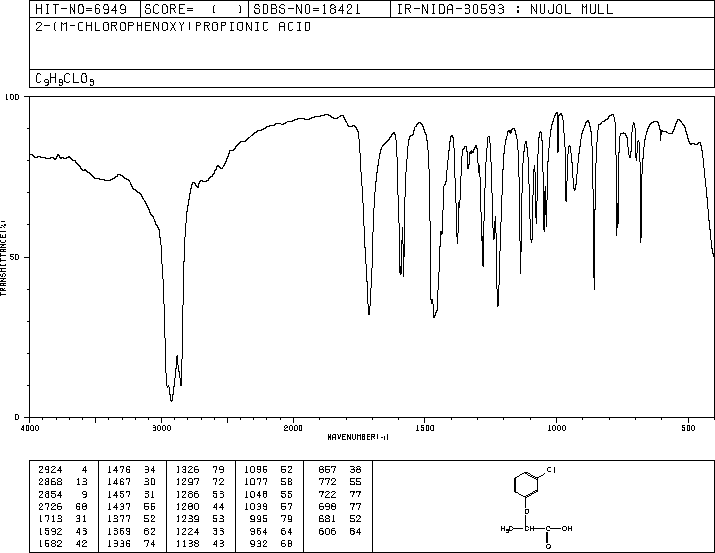 HIT-NO=6949 SCORE= ( ) SDBS-NO=18421 IR-NIDA-30593 : NUJOL MULL
2-(M-CHLOROPHENOXY)PROPIONIC ACID
C9H9CLO3
100
50
0
TRANSMITTANCE(%)
4000 3000 2000 1500 1000 500
WAVENUMBER(-1)
2924 4 1476 34 1326 79 1096 52 857 38
2868 13 1467 30 1297 72 1077 58 772 55
2854 9 1457 31 1286 53 1048 55 722 77
2726 68 1437 55 1280 44 1039 57 698 77
1713 31 1377 52 1239 53 995 79 681 52
1592 43 1369 62 1224 33 964 64 606 84
1582 42 1336 74 1138 43 932 68
Cl
O
H3C—CH—C—OH
O